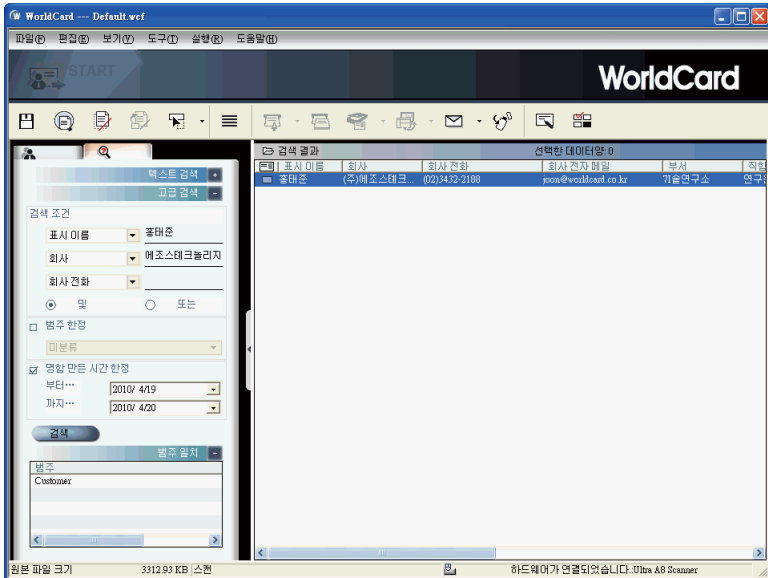 WorldCard --- Default.wcf
파일(F) 편집(E) 보기(V) 도구(T) 실행(R) 도움말(H)
START
WorldCard
텍스트 검색
고급 검색
검색 조건
표시 이름 홍태준
회사 에조스테크놀리지
회사 전화
및 또는
범주 한정
미분류
명함 만든 시간 한정
부터... 2010/ 4/19
까지... 2010/ 4/20
검색
범주 일치
범주
Customer
검색 결과 선택한 데이터양: 0
표시 이름 회사 회사 전화 회사 전자 메일 부서 직함
홍태준 (주)에조스테크... (02)3432-2188 joon@worldcard.co.kr 기술연구소
원본 파일 크기 3312.93 KB 스캔 하드웨어가 연결되었습니다.:Ultra A8 Scanner